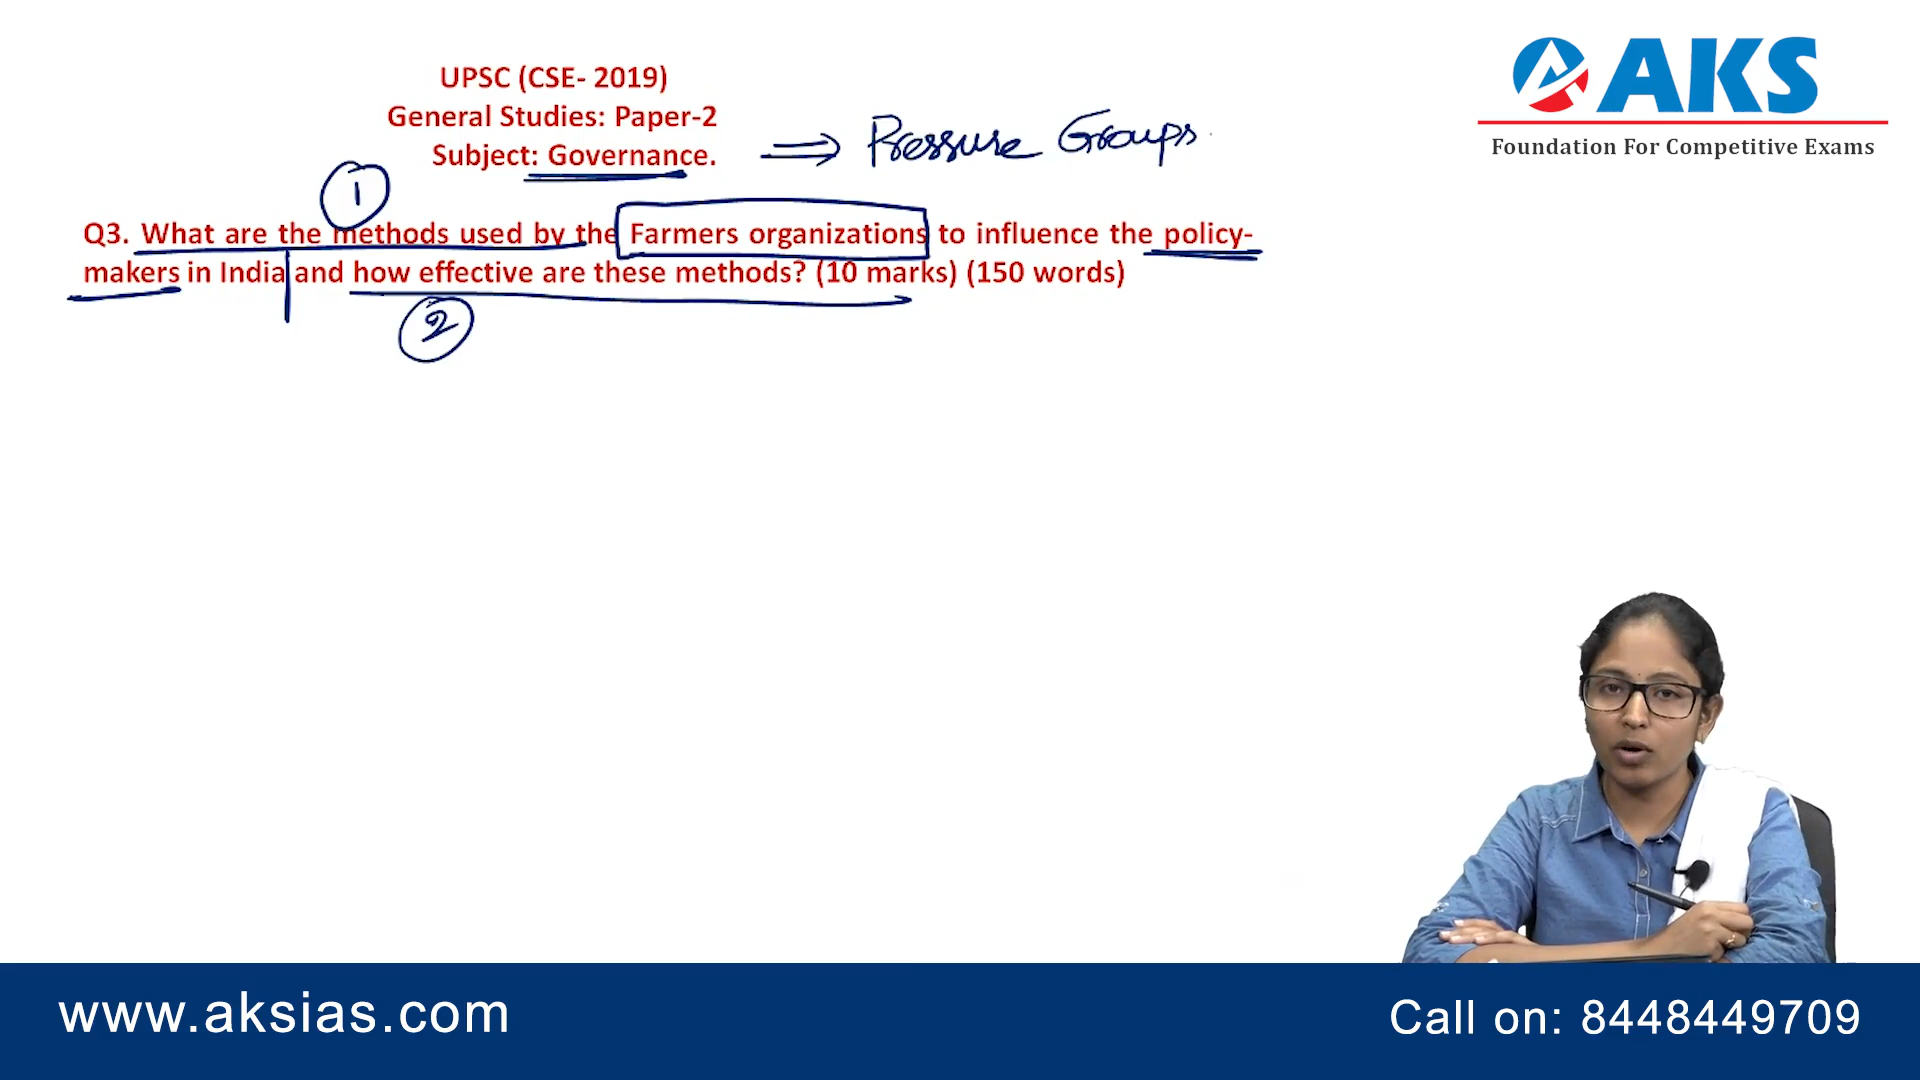 UPSC (CSE- 2019)
General Studies: Paper-2
Subject: Governance.
⇒ Pressure Groups
1
Q3. What are the methods used by the Farmers organizations to influence the policy-
makers in India and how effective are these methods? (10 marks) (150 words)
2
AKS
Foundation For Competitive Exams
www.aksias.com
Call on: 8448449709